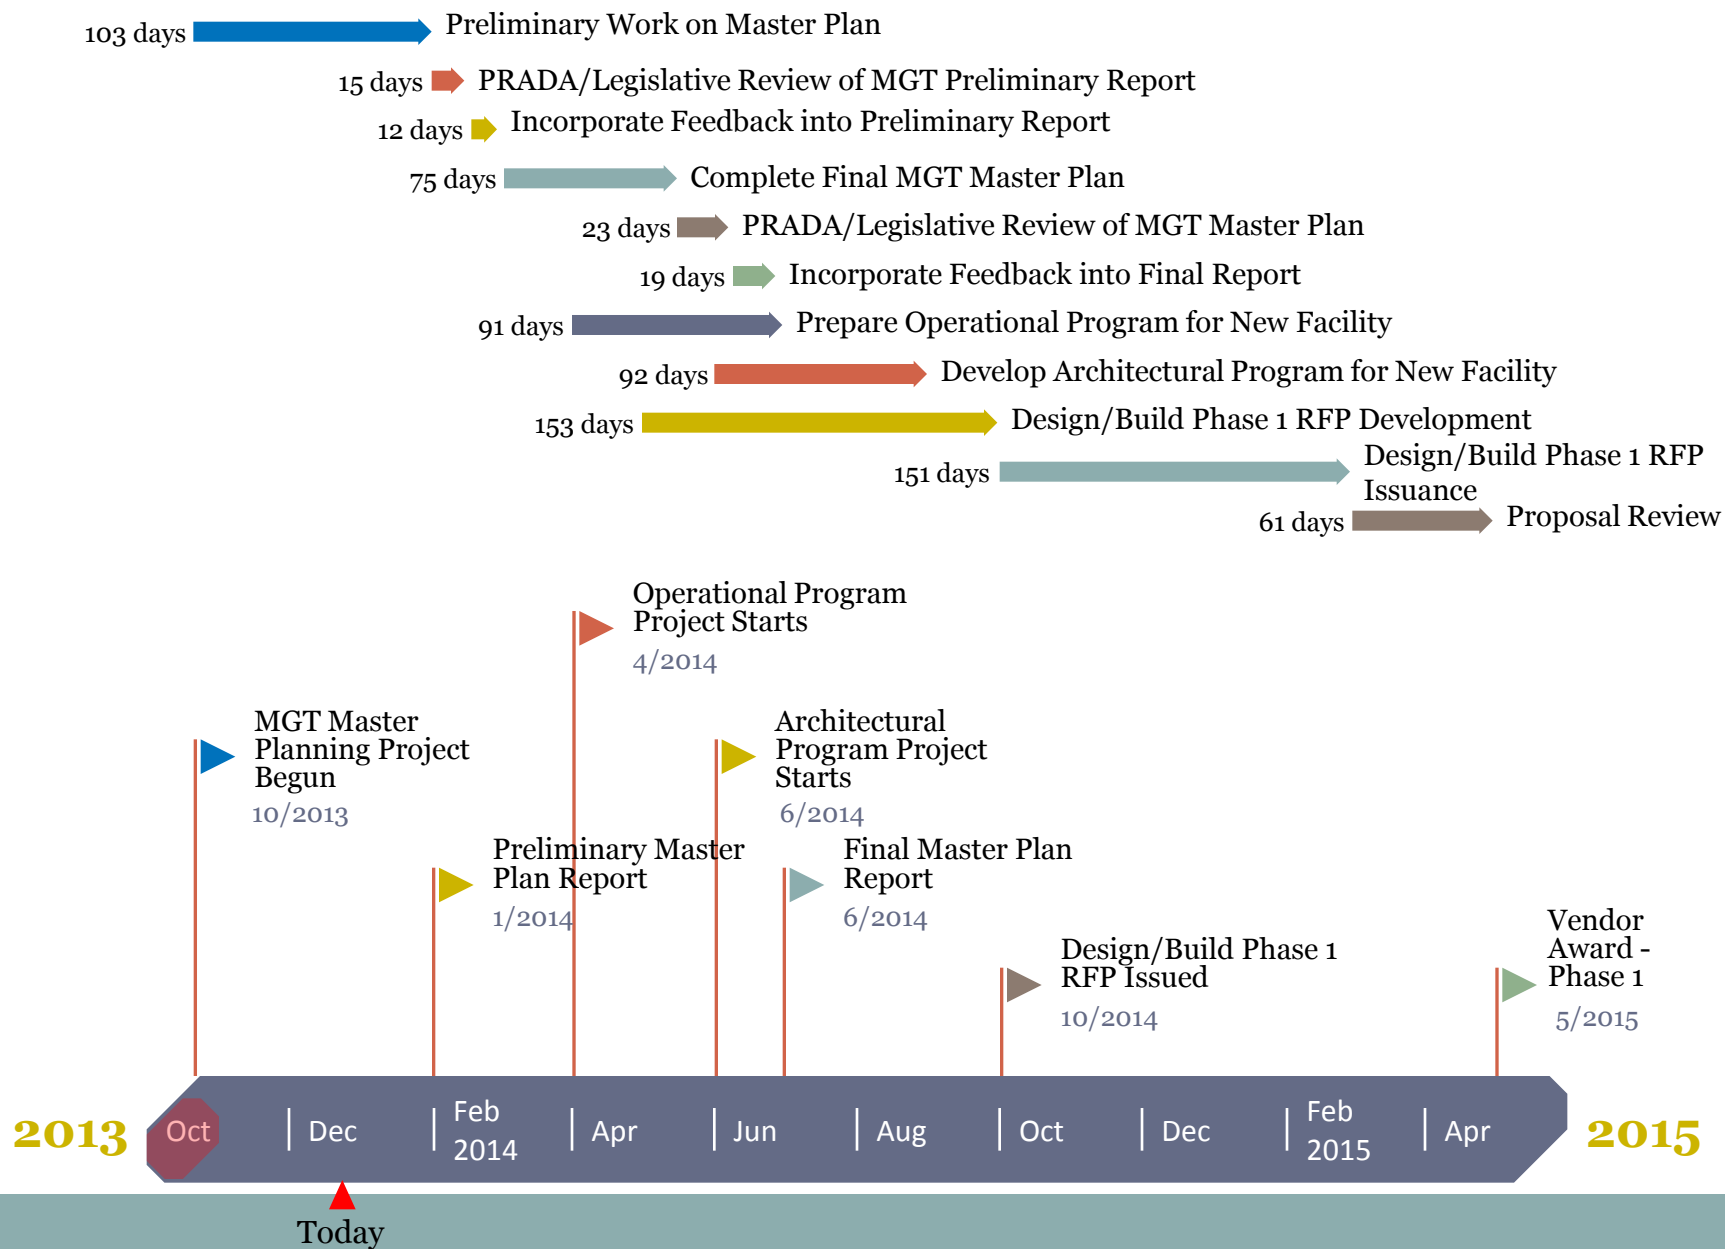 103 days
Preliminary Work on Master Plan
15 days
PRADA/Legislative Review of MGT Preliminary Report
12 days
Incorporate Feedback into Preliminary Report
75 days
Complete Final MGT Master Plan
23 days
PRADA/Legislative Review of MGT Master Plan
19 days
Incorporate Feedback into Final Report
91 days
Prepare Operational Program for New Facility
92 days
Develop Architectural Program for New Facility
153 days
Design/Build Phase 1 RFP Development
151 days
Design/Build Phase 1 RFP
Issuance
61 days
Proposal Review
Operational Program
Project Starts
4/2014
MGT Master
Planning Project
Begun
10/2013
Architectural
Program Project
Starts
6/2014
Preliminary Master
Plan Report
1/2014
Final Master Plan
Report
6/2014
Design/Build Phase 1
RFP Issued
10/2014
Vendor
Award -
Phase 1
5/2015
2013
Oct
Dec
Feb
2014
Apr
Jun
Aug
Oct
Dec
Feb
2015
Apr
2015
Today